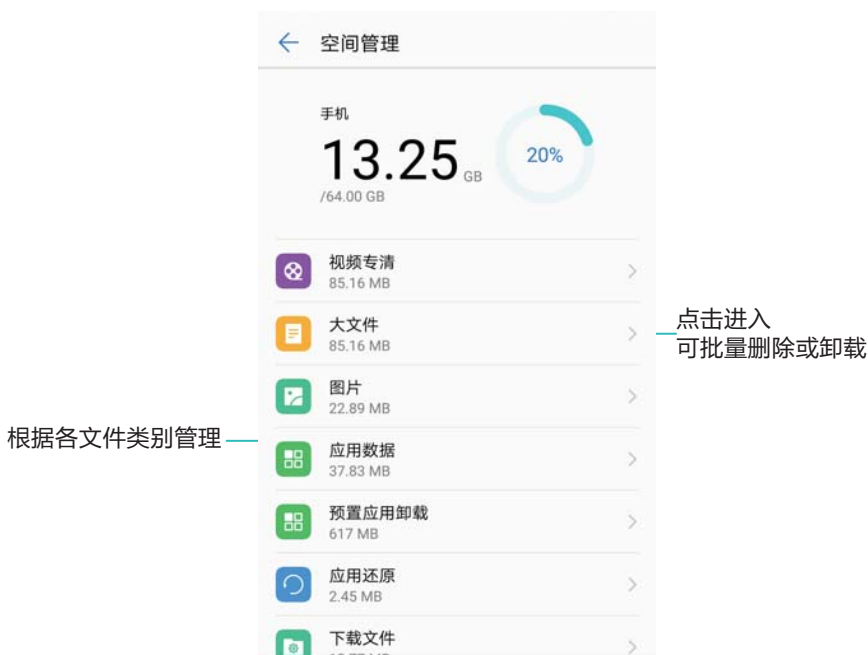 空间管理
手机
13.25 GB
/64.00 GB
20%
视频专清
85.16 MB
大文件
85.16 MB
点击进入
可批量删除或卸载
图片
22.89 MB
根据各文件类别管理
应用数据
37.83 MB
预置应用卸载
617 MB
应用还原
2.45 MB
下载文件